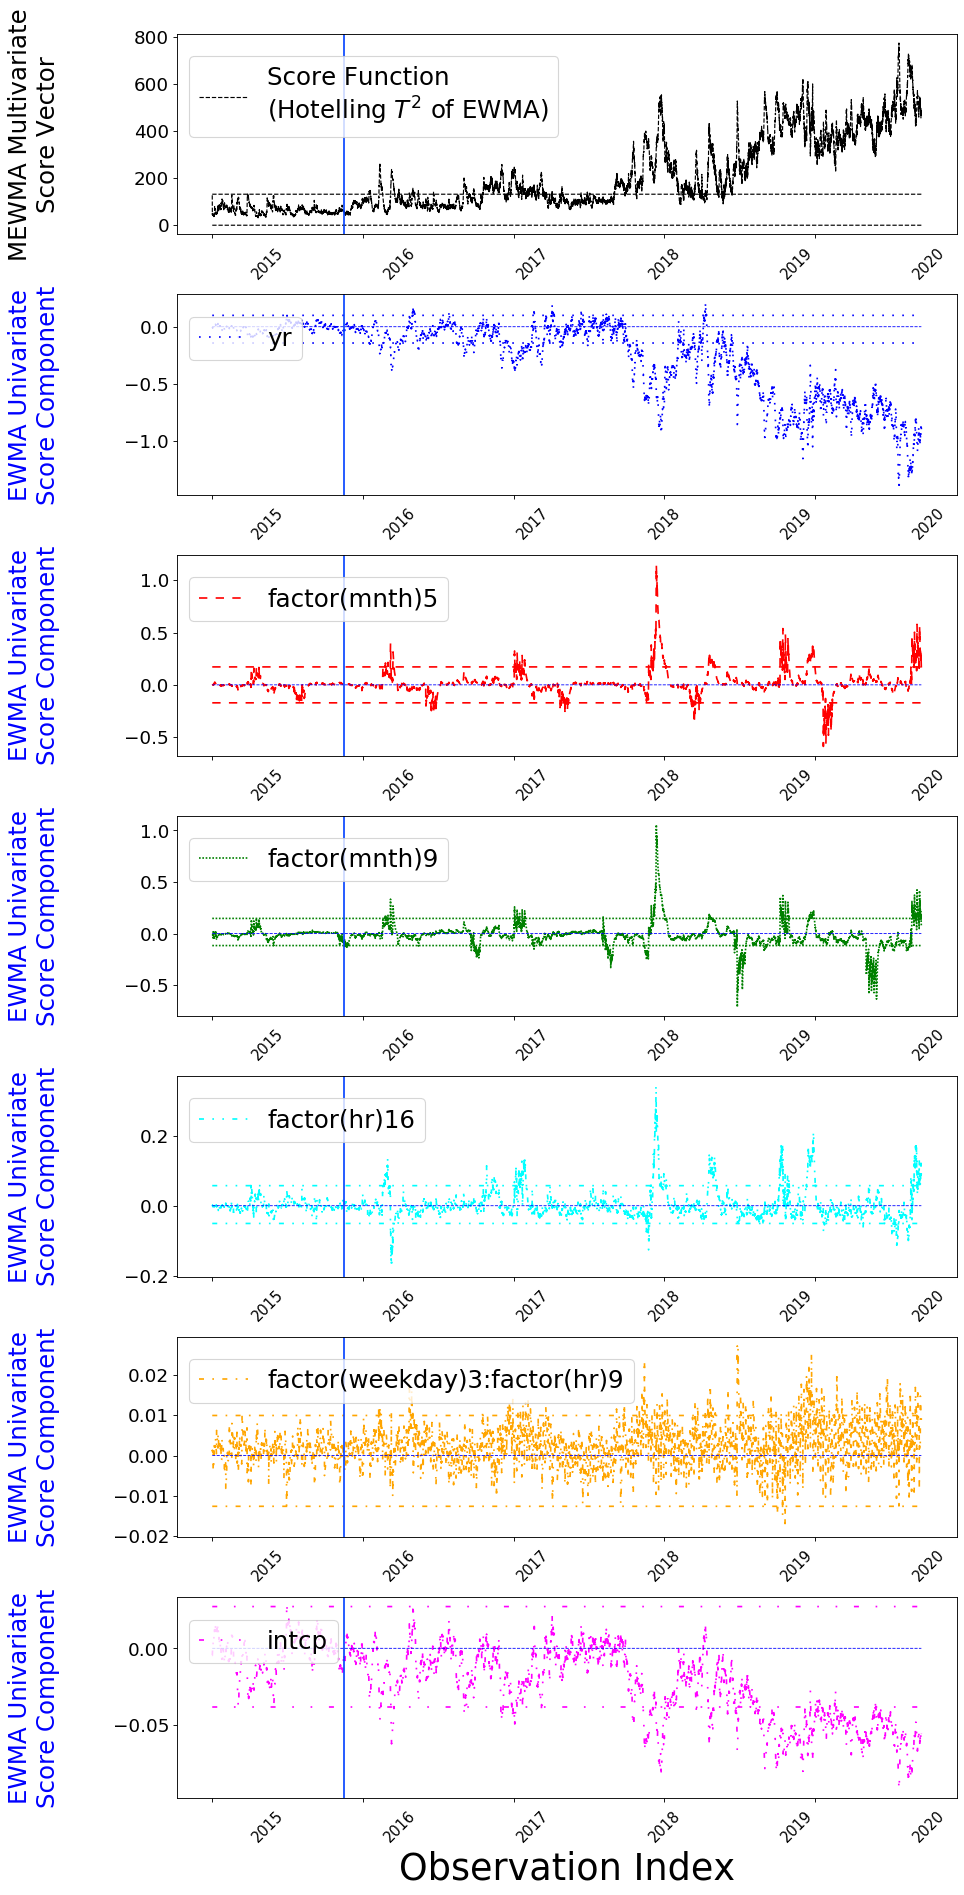 MEWMA Multivariate
Score Vector
800
600
400
200
0
Score Function
(Hotelling T² of EWMA)
2015 2016 2017 2018 2019 2020
EWMA Univariate
Score Component
0.0
−0.5
−1.0
yr
2015 2016 2017 2018 2019 2020
EWMA Univariate
Score Component
1.0
0.5
0.0
−0.5
factor(mnth)5
2015 2016 2017 2018 2019 2020
EWMA Univariate
Score Component
1.0
0.5
0.0
−0.5
factor(mnth)9
2015 2016 2017 2018 2019 2020
EWMA Univariate
Score Component
0.2
0.0
−0.2
factor(hr)16
2015 2016 2017 2018 2019 2020
EWMA Univariate
Score Component
0.02
0.01
0.00
−0.01
−0.02
factor(weekday)3:factor(hr)9
2015 2016 2017 2018 2019 2020
EWMA Univariate
Score Component
0.00
−0.05
intcp
2015 2016 2017 2018 2019 2020
Observation Index